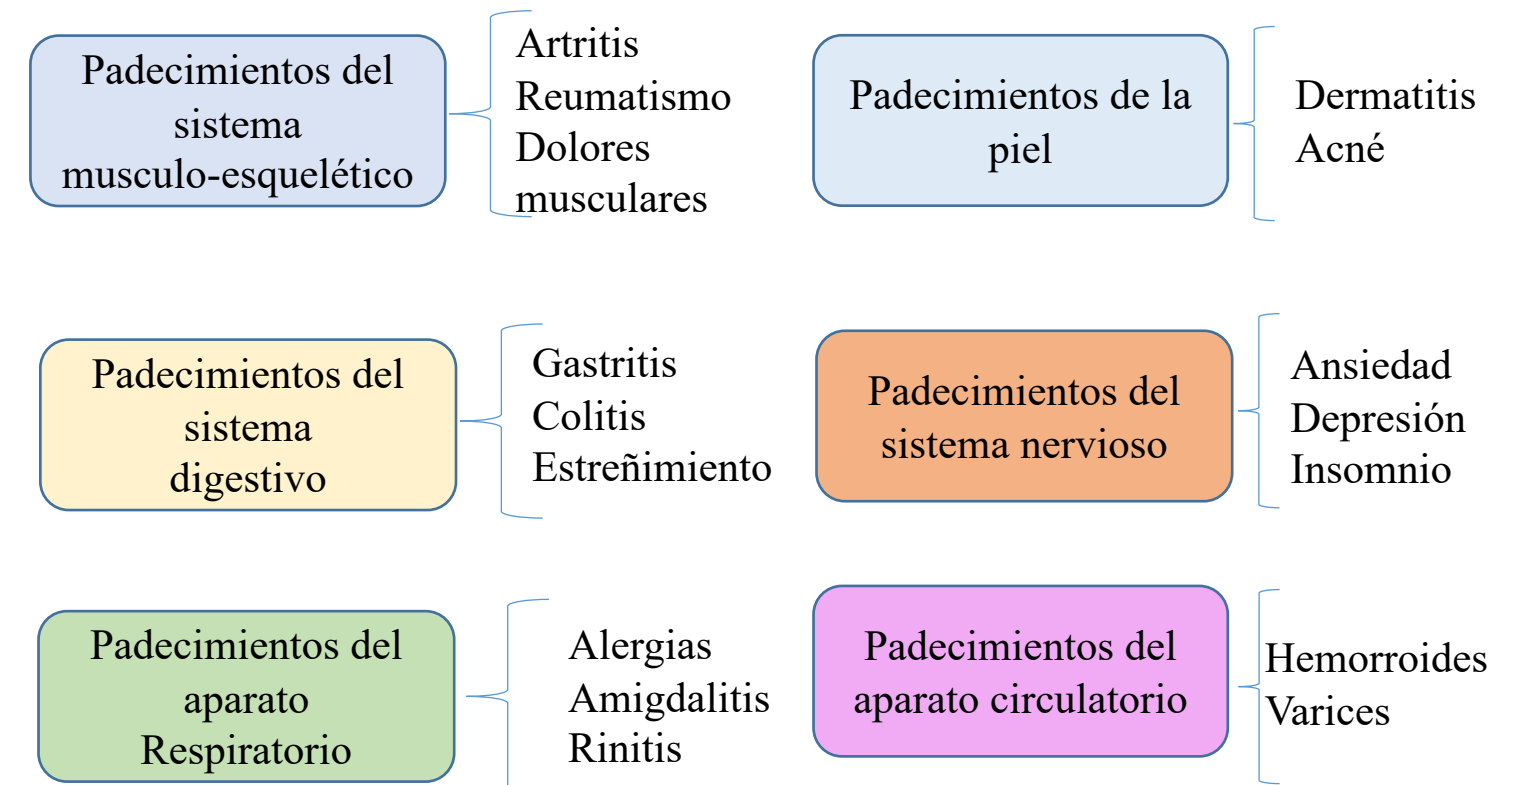 Padecimientos del
sistema
musculo-esquelético
Artritis
Reumatismo
Dolores
musculares
Padecimientos de la
piel
Dermatitis
Acné
Padecimientos del
sistema
digestivo
Gastritis
Colitis
Estreñimiento
Padecimientos del
sistema nervioso
Ansiedad
Depresión
Insomnio
Padecimientos del
aparato
Respiratorio
Alergias
Amigdalitis
Rinitis
Padecimientos del
aparato circulatorio
Hemorroides
Varices